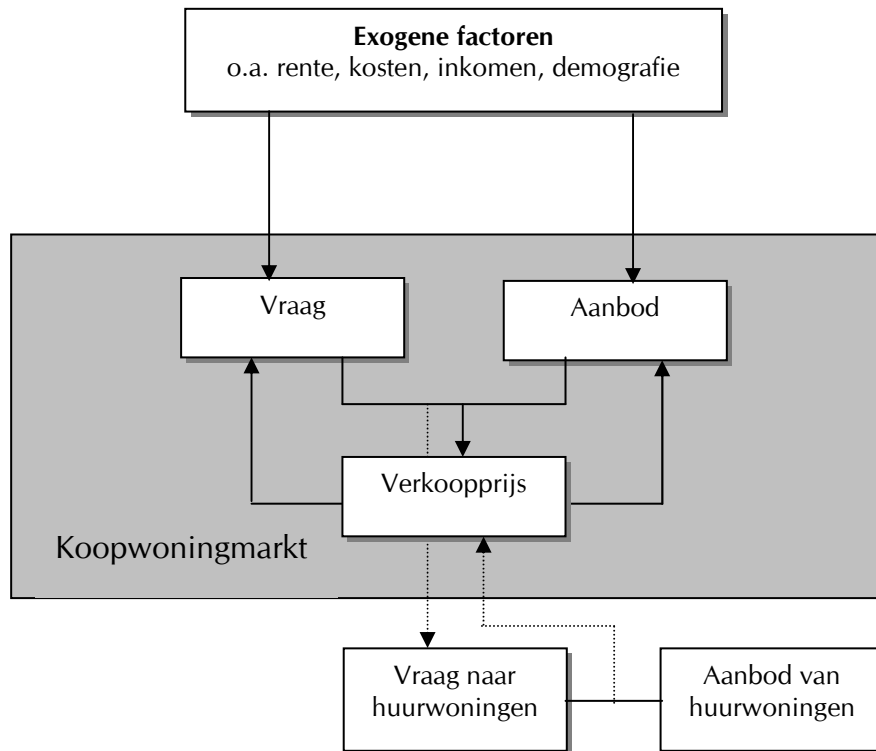 Exogene factoren
o.a. rente, kosten, inkomen, demografie
Vraag
Aanbod
Verkoopprijs
Koopwoningmarkt
Vraag naar
huurwoningen
Aanbod van
huurwoningen